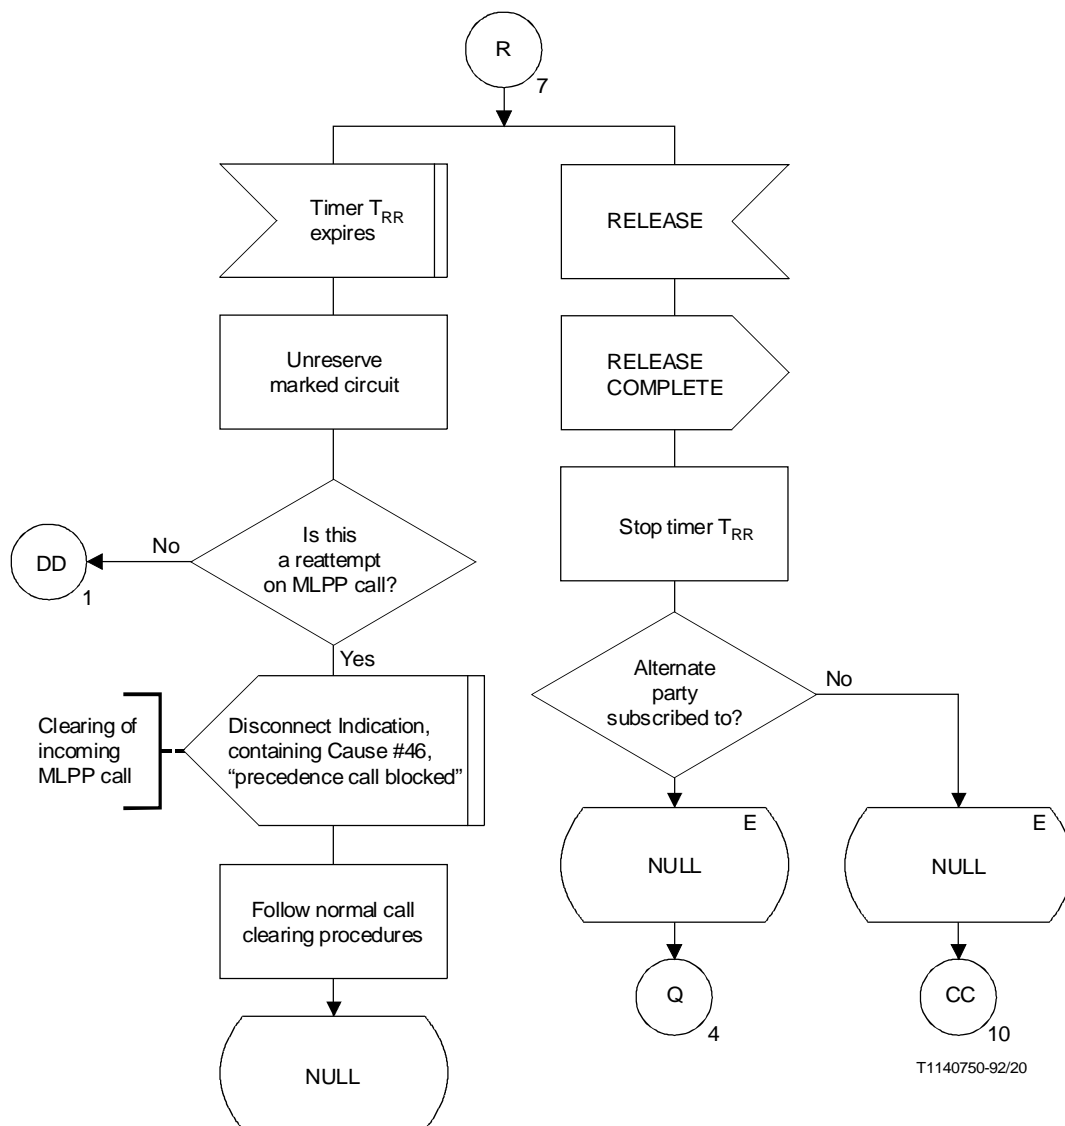 R
7
Timer TRR
expires
RELEASE
Unreserve
marked circuit
RELEASE
COMPLETE
Is this
a reattempt
on MLPP call?
No
DD
1
Yes
Stop timer TRR
Alternate
party
subscribed to?
No
Clearing of
incoming
MLPP call
Disconnect Indication,
containing Cause #46,
“precedence call blocked”
E
NULL
E
NULL
Follow normal call
clearing procedures
Q
4
CC
10
NULL
T1140750-92/20